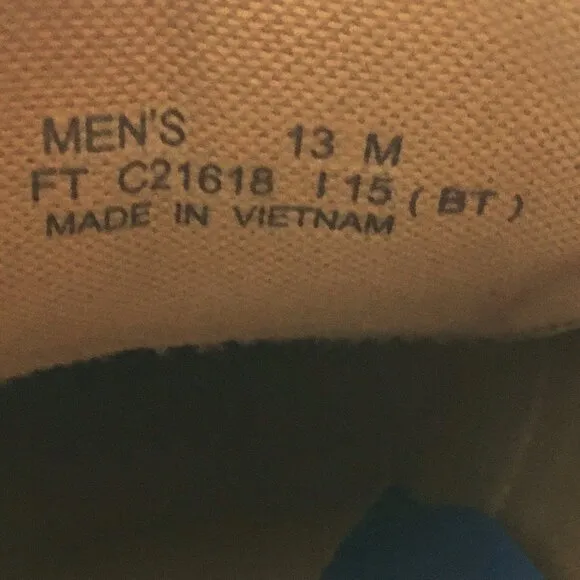 MEN'S 13 M
FT C21618 I 15 ( BT )
MADE IN VIETNAM